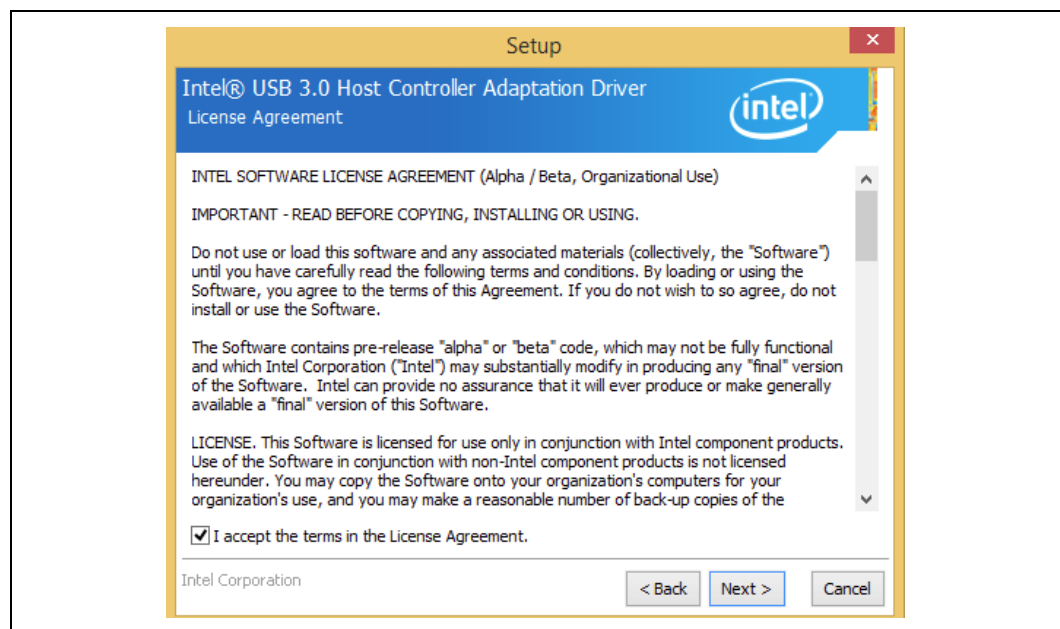 Setup
Intel® USB 3.0 Host Controller Adaptation Driver
License Agreement
intel
INTEL SOFTWARE LICENSE AGREEMENT (Alpha / Beta, Organizational Use)
IMPORTANT - READ BEFORE COPYING, INSTALLING OR USING.
Do not use or load this software and any associated materials (collectively, the "Software")
until you have carefully read the following terms and conditions. By loading or using the
Software, you agree to the terms of this Agreement. If you do not wish to so agree, do not
install or use the Software.
The Software contains pre-release "alpha" or "beta" code, which may not be fully functional
and which Intel Corporation ("Intel") may substantially modify in producing any "final" version
of the Software.  Intel can provide no assurance that it will ever produce or make generally
available a "final" version of this Software.
LICENSE. This Software is licensed for use only in conjunction with Intel component products.
Use of the Software in conjunction with non-Intel component products is not licensed
hereunder. You may copy the Software onto your organization's computers for your
organization's use, and you may make a reasonable number of back-up copies of the
I accept the terms in the License Agreement.
Intel Corporation
< Back
Next >
Cancel